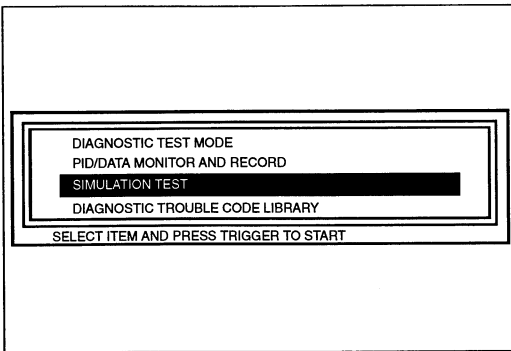 DIAGNOSTIC TEST MODE
PID/DATA MONITOR AND RECORD
SIMULATION TEST
DIAGNOSTIC TROUBLE CODE LIBRARY
SELECT ITEM AND PRESS TRIGGER TO START